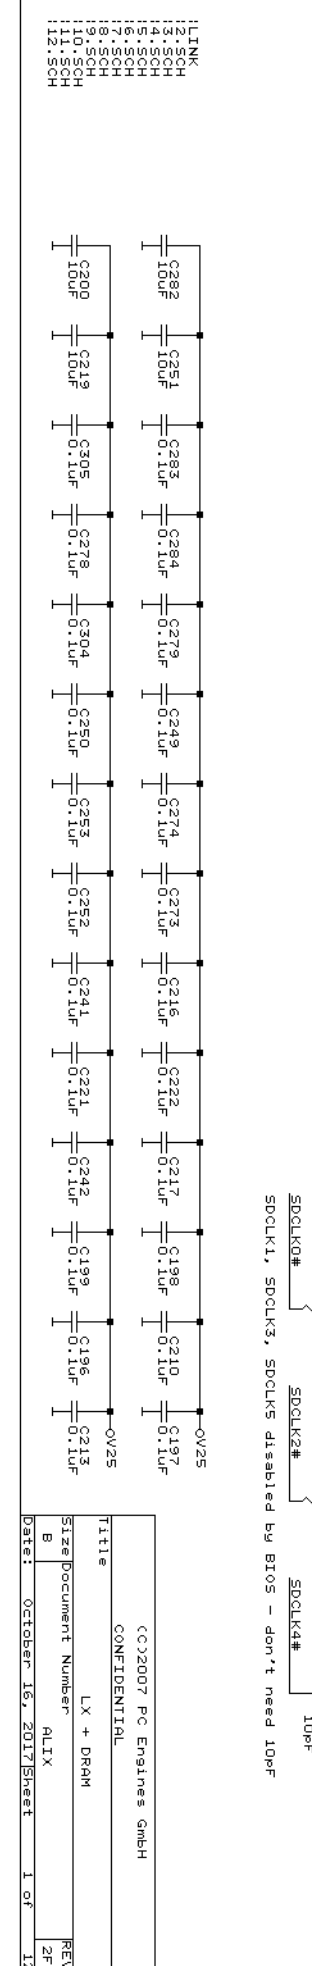 SDCLK0#
SDCLK2#
SDCLK4#
10pF
SDCLK1, SDCLK3, SDCLK5 disabled by BIOS - don't need 10pF
|LINK
|2.SCH
|3.SCH
|4.SCH
|5.SCH
|6.SCH
|7.SCH
|8.SCH
|9.SCH
|10.SCH
|11.SCH
|12.SCH
C282
10uF
C251
10uF
C283
0.1uF
C284
0.1uF
C279
0.1uF
C249
0.1uF
C274
0.1uF
C273
0.1uF
C216
0.1uF
C222
0.1uF
C217
0.1uF
C198
0.1uF
C210
0.1uF
C197
0.1uF
V25
C200
10uF
C219
10uF
C305
0.1uF
C278
0.1uF
C304
0.1uF
C250
0.1uF
C253
0.1uF
C252
0.1uF
C241
0.1uF
C221
0.1uF
C242
0.1uF
C199
0.1uF
C196
0.1uF
C213
0.1uF
V25
(C)2007 PC Engines GmbH
CONFIDENTIAL
Title
LX + DRAM
Size Document Number REV
B ALIX 2F
Date: October 16, 2017 Sheet 1 of